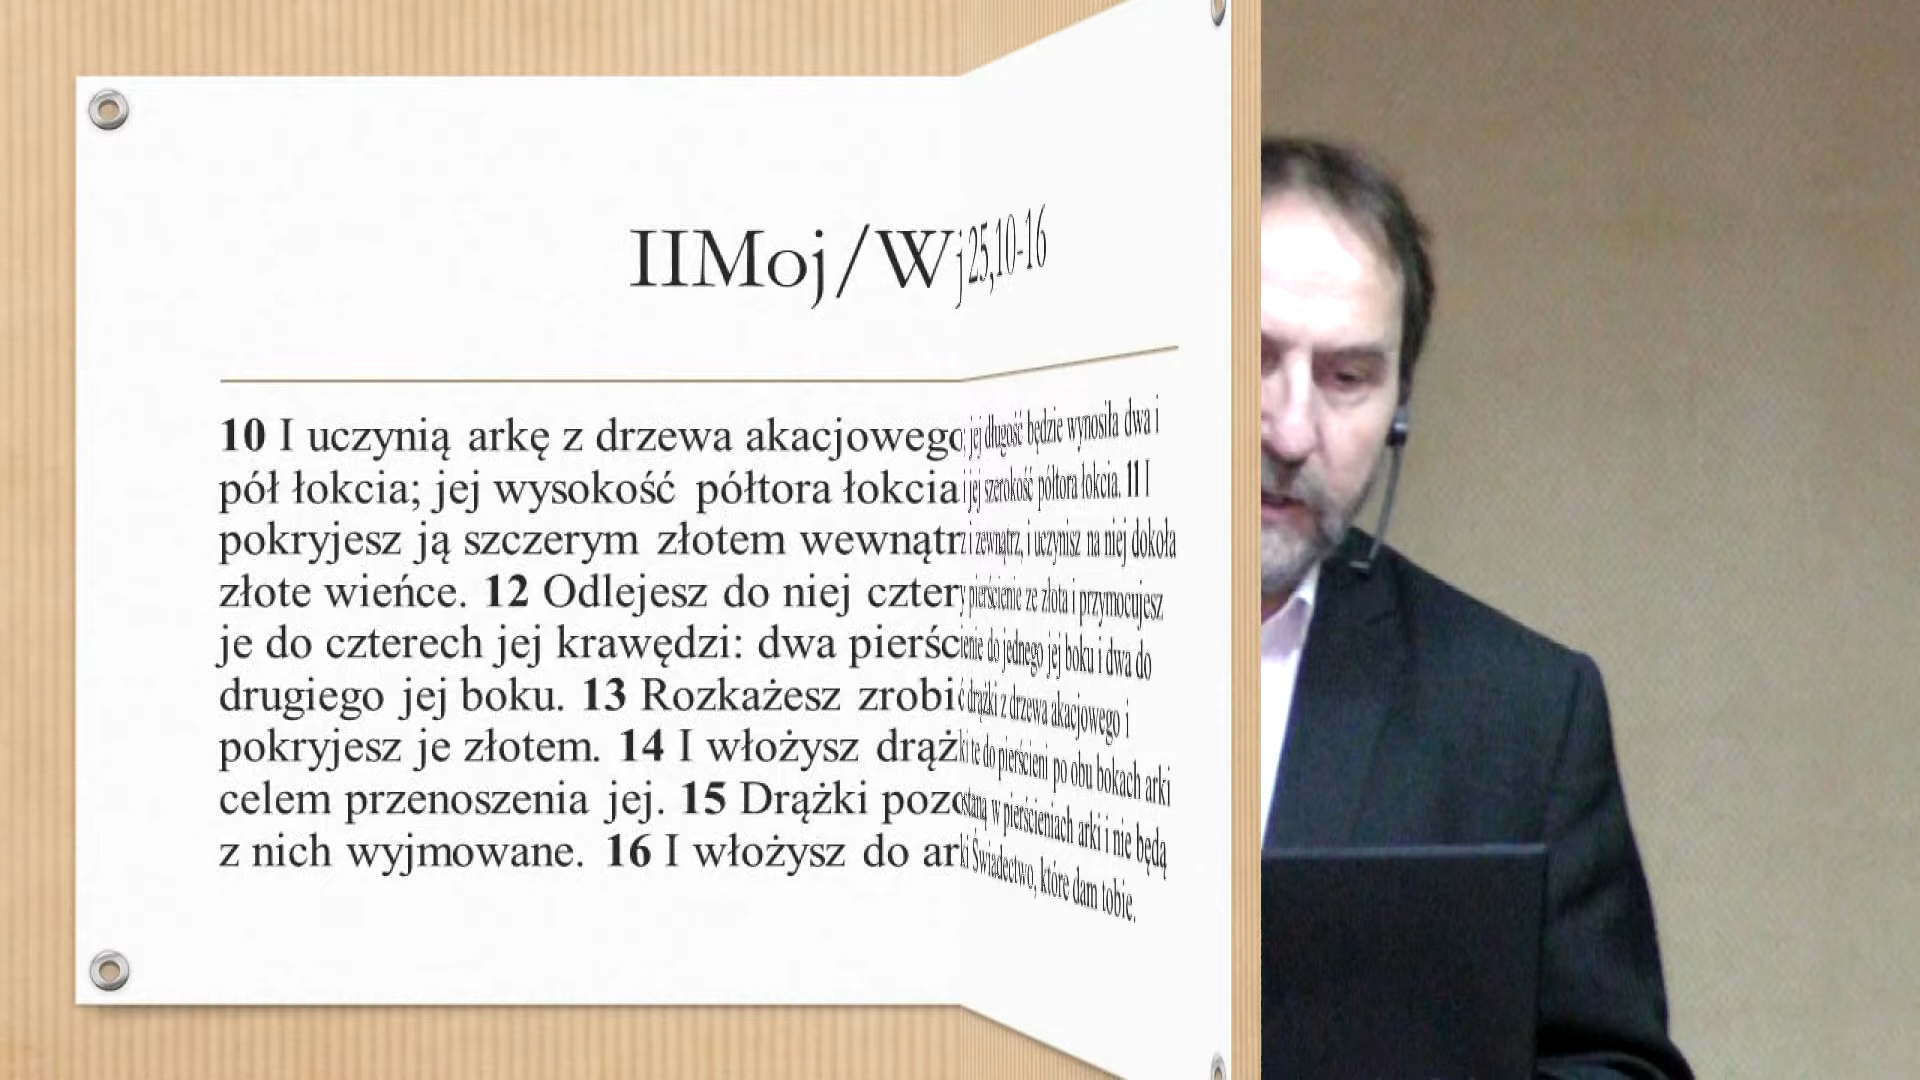 IIMoj/Wj 25,10-16
10 I uczynią arkę z drzewa akacjowego; jej długość będzie wynosiła dwa i
pół łokcia; jej wysokość półtora łokcia i jej szerokość półtora łokcia. 11 I
pokryjesz ją szczerym złotem wewnątrz i zewnątrz, i uczynisz na niej dokoła
złote wieńce. 12 Odlejesz do niej cztery pierścienie ze złota i przymocujesz
je do czterech jej krawędzi: dwa pierścienie do jednego jej boku i dwa do
drugiego jej boku. 13 Rozkażesz zrobić drążki z drzewa akacjowego i
pokryjesz je złotem. 14 I włożysz drążki te do pierścieni po obu bokach arki
celem przenoszenia jej. 15 Drążki pozostaną w pierścieniach arki i nie będą
z nich wyjmowane. 16 I włożysz do arki Świadectwo, które dam tobie.